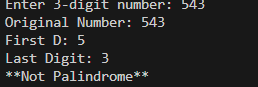 Enter 3-digit number: 543
Original Number: 543
First D: 5
Last Digit: 3
**Not Palindrome**